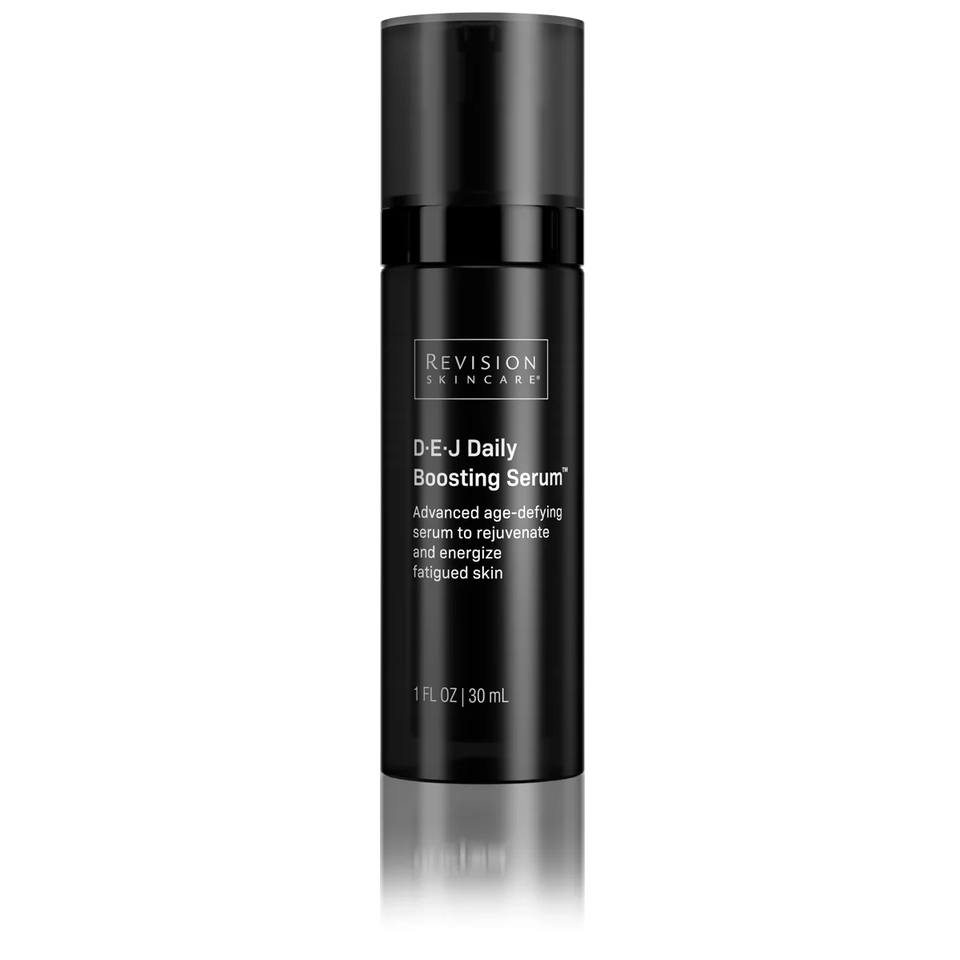 REVISION
SKINCARE®
D·E·J Daily
Boosting Serum™
Advanced age-defying
serum to rejuvenate
and energize
fatigued skin
1 FL OZ | 30 mL